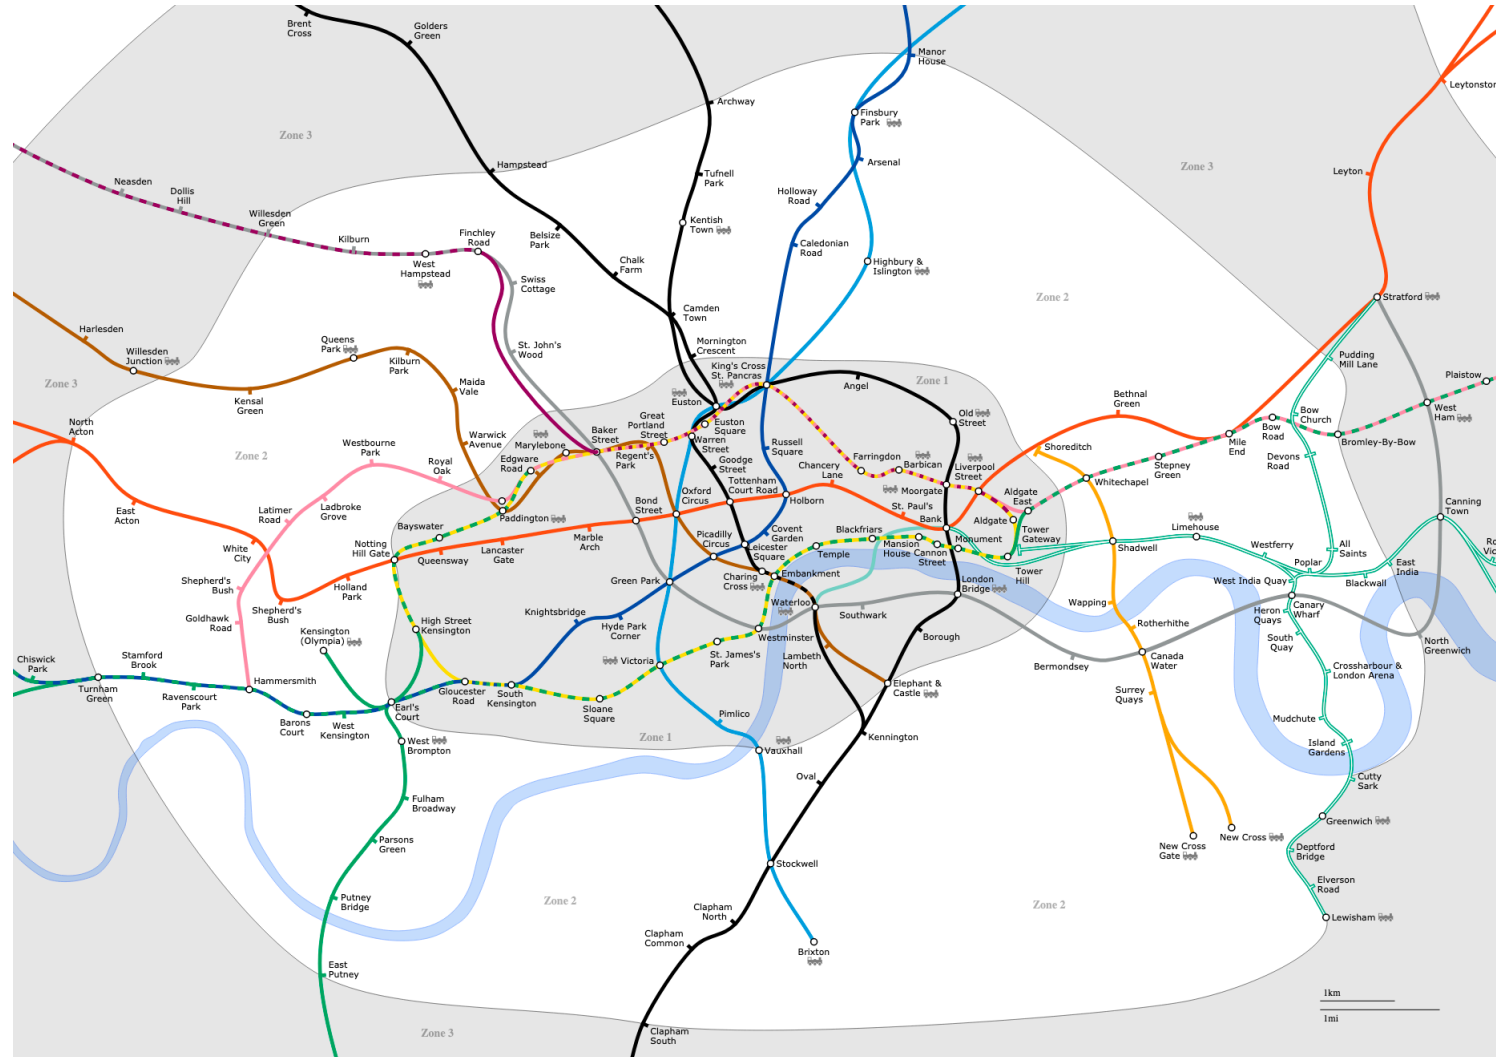 Brent
Cross
Golders
Green
Manor
House
Leytonstor
Archway
Finsbury
Park
Zone 3
Zone 3
Hampstead
Arsenal
Tufnell
Park
Leyton
Neasden
Dollis
Hill
Holloway
Road
Willesden
Green
Kentish
Town
Kilburn
Finchley
Road
Belsize
Park
Caledonian
Road
West
Hampstead
Chalk
Farm
Highbury &
Islington
Swiss
Cottage
Zone 2
Stratford
Camden
Town
Harlesden
Willesden
Junction
Queens
Park
Kilburn
Park
St. John's
Wood
Mornington
Crescent
Pudding
Mill Lane
King's Cross
St. Pancras
Angel
Zone 1
Plaistow
Zone 3
Kensal
Green
Maida
Vale
Euston
Bethnal
Green
West
Ham
North
Acton
Great
Portland
Street
Euston
Square
Old
Street
Bow
Church
Bow
Road
Mile
End
Bromley-By-Bow
Westbourne
Park
Warwick
Avenue
Marylebone
Baker
Street
Warren
Street
Russell
Square
Shoreditch
Zone 2
Royal
Oak
Edgware
Road
Regent's
Park
Goodge
Street
Farringdon
Barbican
Liverpool
Street
Stepney
Green
Devons
Road
Tottenham
Court Road
Chancery
Lane
Moorgate
Whitechapel
East
Acton
Latimer
Road
Ladbroke
Grove
Bond
Street
Oxford
Circus
Holborn
St. Paul's
Aldgate
East
Canning
Town
Bayswater
Paddington
Bank
Aldgate
Limehouse
White
City
Notting
Hill Gate
Queensway
Lancaster
Gate
Marble
Arch
Picadilly
Circus
Covent
Garden
Leicester
Square
Blackfriars
Temple
Mansion
House
Cannon
Street
Monument
Tower
Gateway
Shadwell
Westferry
All
Saints
Poplar
East
India
Ro
Vic
Shepherd's
Bush
Holland
Park
Green Park
Charing
Cross
Embankment
Tower
Hill
West India Quay
Blackwall
Goldhawk
Road
Shepherd's
Bush
Knightsbridge
Hyde Park
Corner
Waterloo
Southwark
London
Bridge
Wapping
Heron
Quays
Canary
Wharf
Kensington
(Olympia)
High Street
Kensington
Westminster
Borough
Rotherhithe
South
Quay
North
Greenwich
Chiswick
Park
Stamford
Brook
Victoria
St. James's
Park
Lambeth
North
Bermondsey
Canada
Water
Crossharbour &
London Arena
Turnham
Green
Ravenscourt
Park
Hammersmith
Gloucester
Road
South
Kensington
Sloane
Square
Elephant &
Castle
Surrey
Quays
Barons
Court
West
Kensington
Earl's
Court
Pimlico
Mudchute
West
Brompton
Zone 1
Vauxhall
Kennington
Island
Gardens
Oval
Cutty
Sark
Fulham
Broadway
Greenwich
Parsons
Green
New Cross
Gate
New Cross
Deptford
Bridge
Stockwell
Elverson
Road
Putney
Bridge
Zone 2
Clapham
North
Zone 2
Lewisham
Clapham
Common
Brixton
East
Putney
1km
1mi
Zone 3
Clapham
South